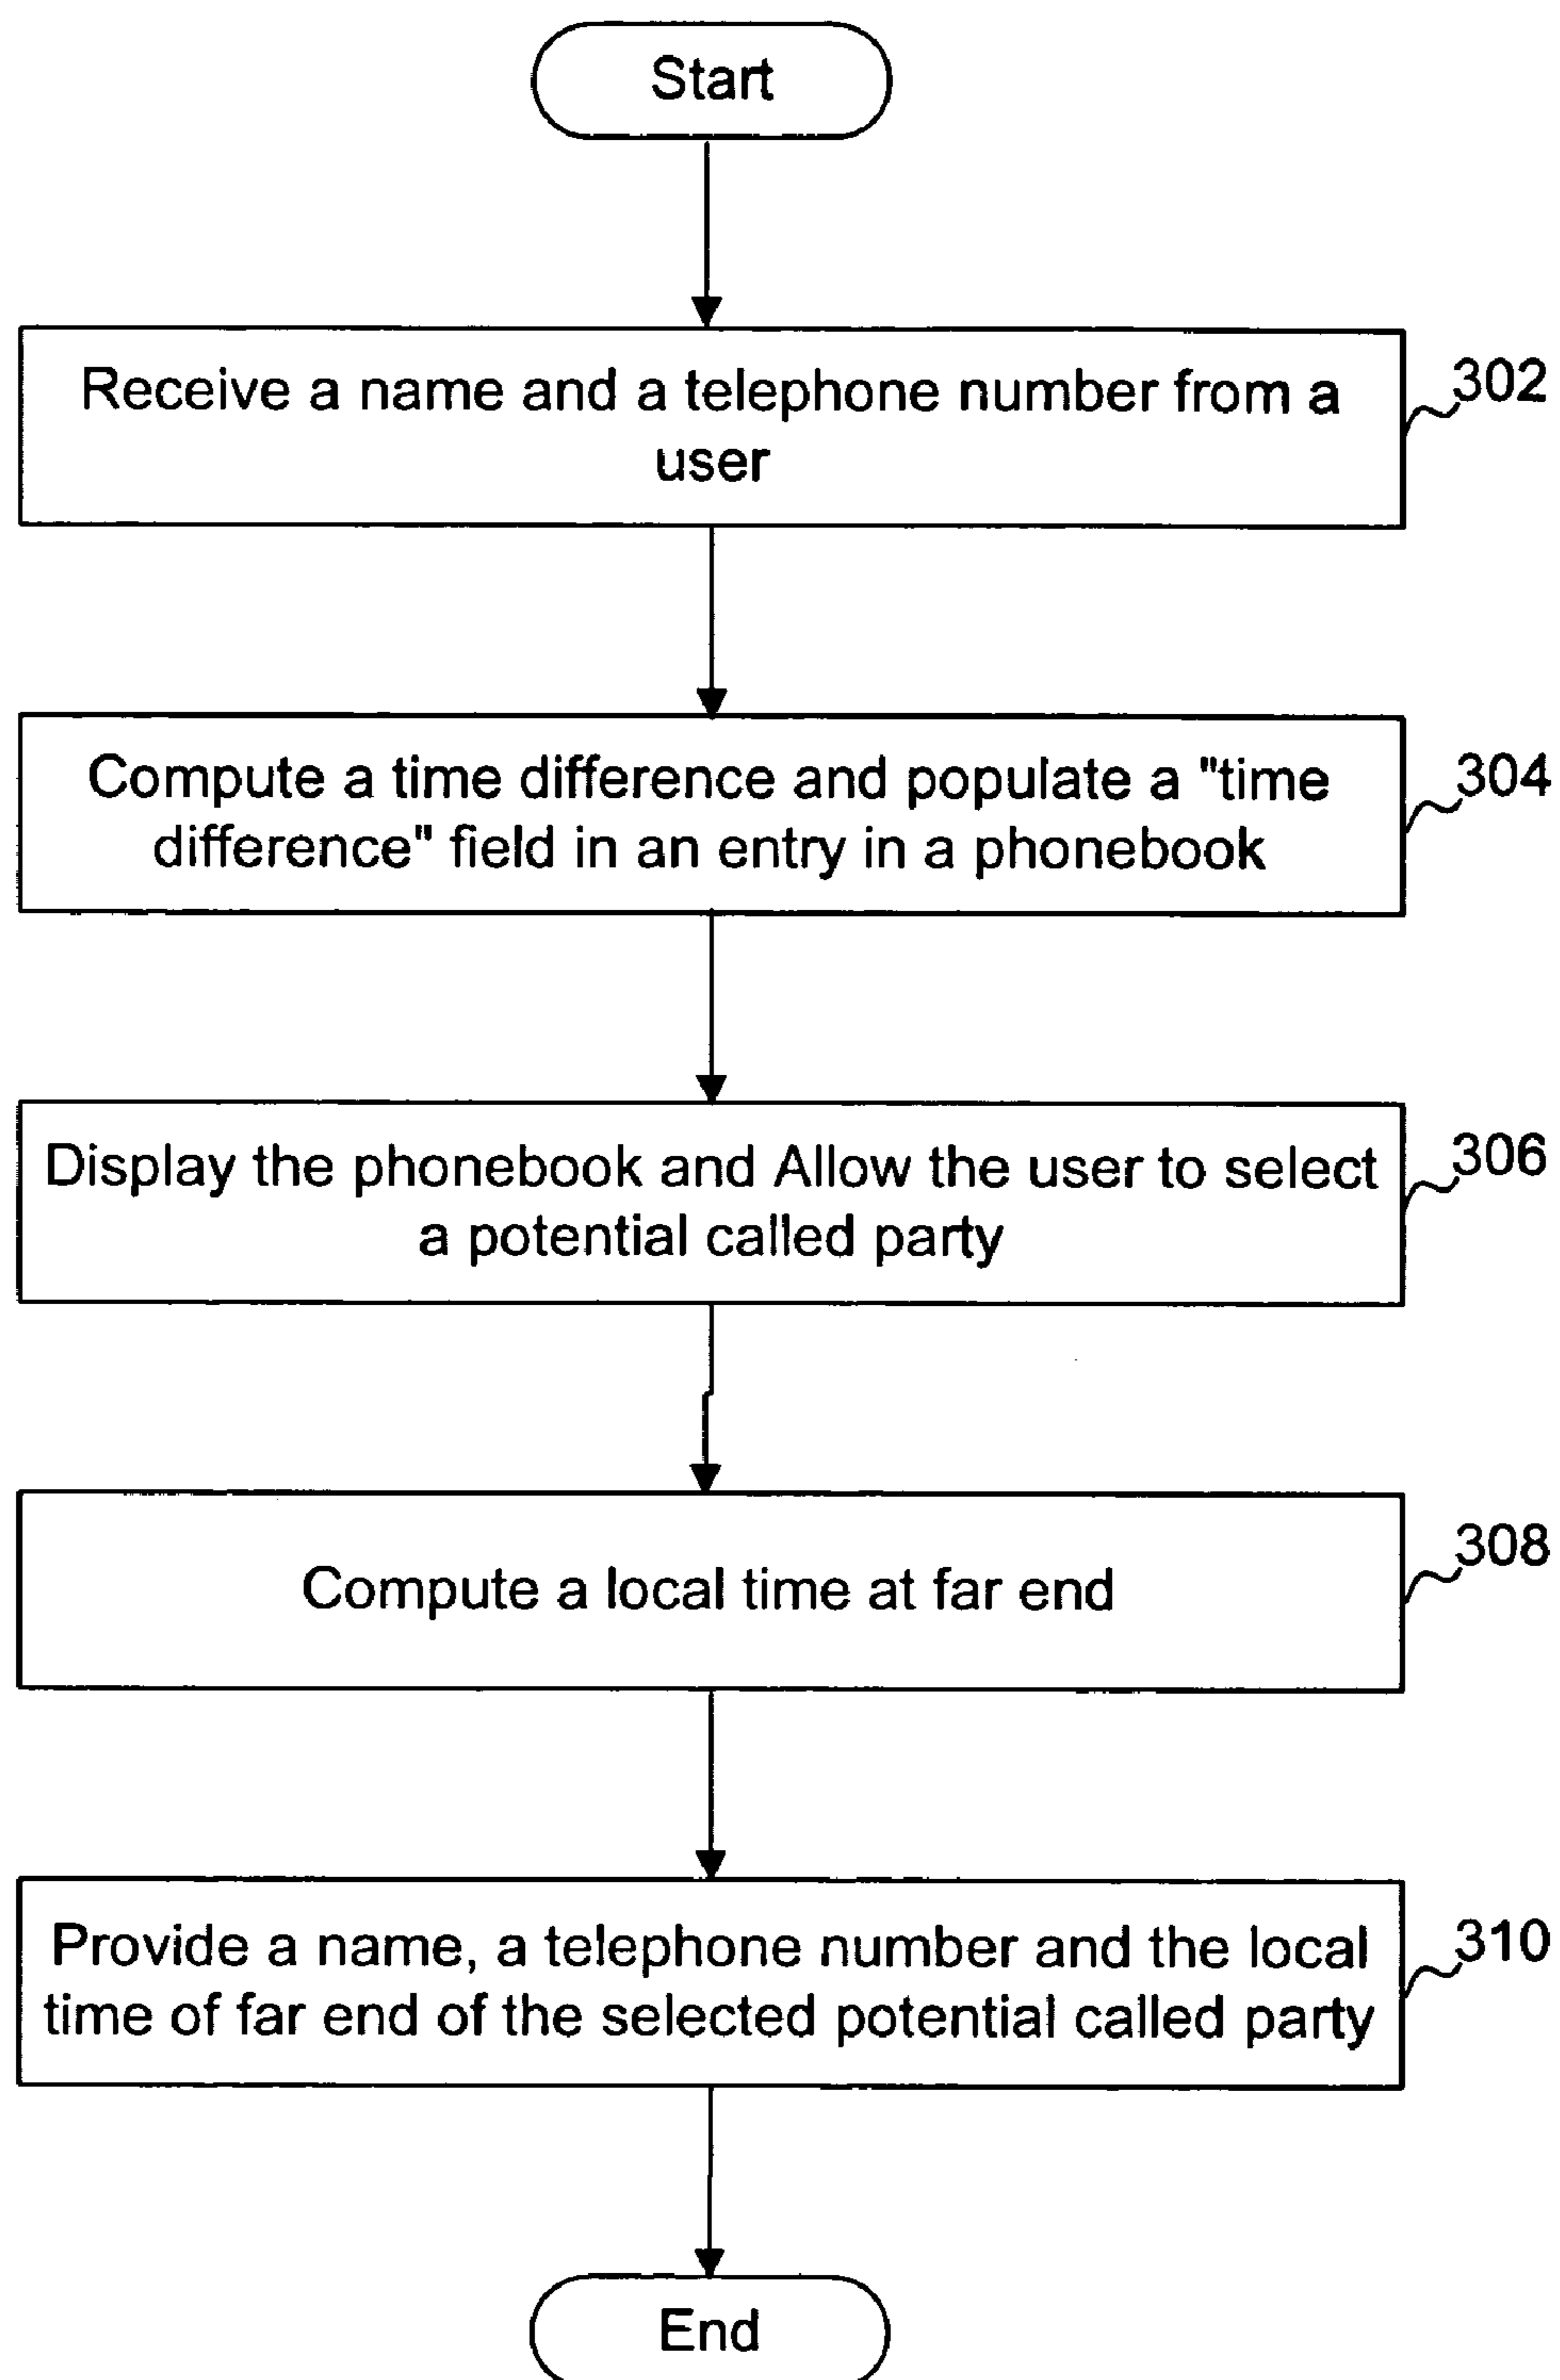 Start
Receive a name and a telephone number from a
user
302
Compute a time difference and populate a "time
difference" field in an entry in a phonebook
304
Display the phonebook and Allow the user to select
a potential called party
306
Compute a local time at far end
308
Provide a name, a telephone number and the local
time of far end of the selected potential called party
310
End